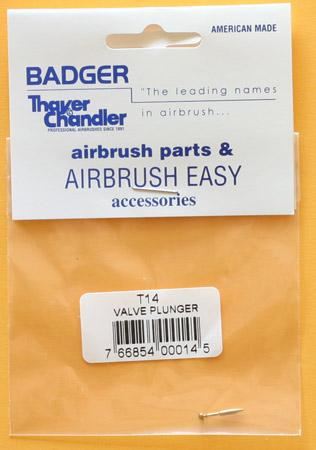 AMERICAN MADE
BADGER
Thayer & Chandler
PROFESSIONAL AIRBRUSHES SINCE 1891
"The leading names
in airbrush...
airbrush parts &
AIRBRUSH EASY
accessories
T14
VALVE PLUNGER
7 66854 00014 5